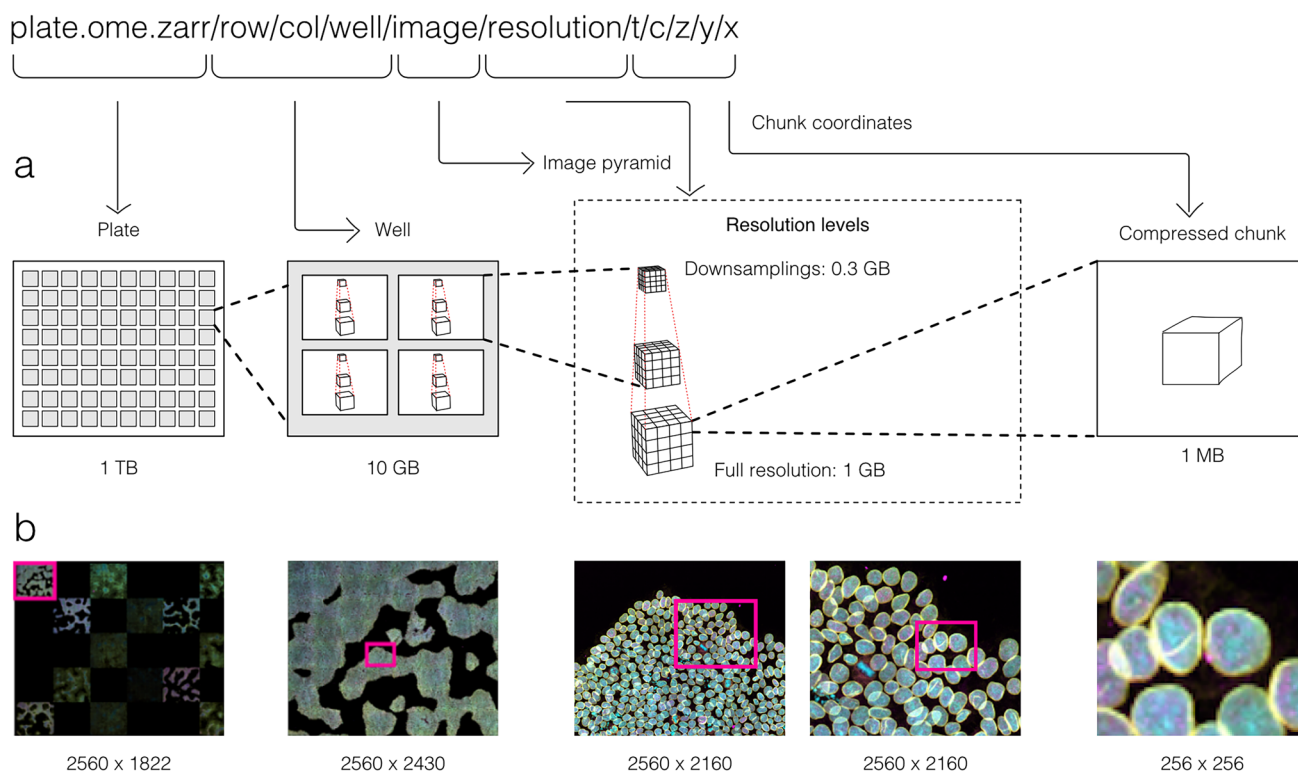 plate.ome.zarr/row/col/well/image/resolution/t/c/z/y/x
Chunk coordinates
a
Image pyramid
Plate
Well
Resolution levels
Compressed chunk
Downsamplings: 0.3 GB
1 TB
10 GB
Full resolution: 1 GB
1 MB
b
2560 x 1822
2560 x 2430
2560 x 2160
2560 x 2160
256 x 256